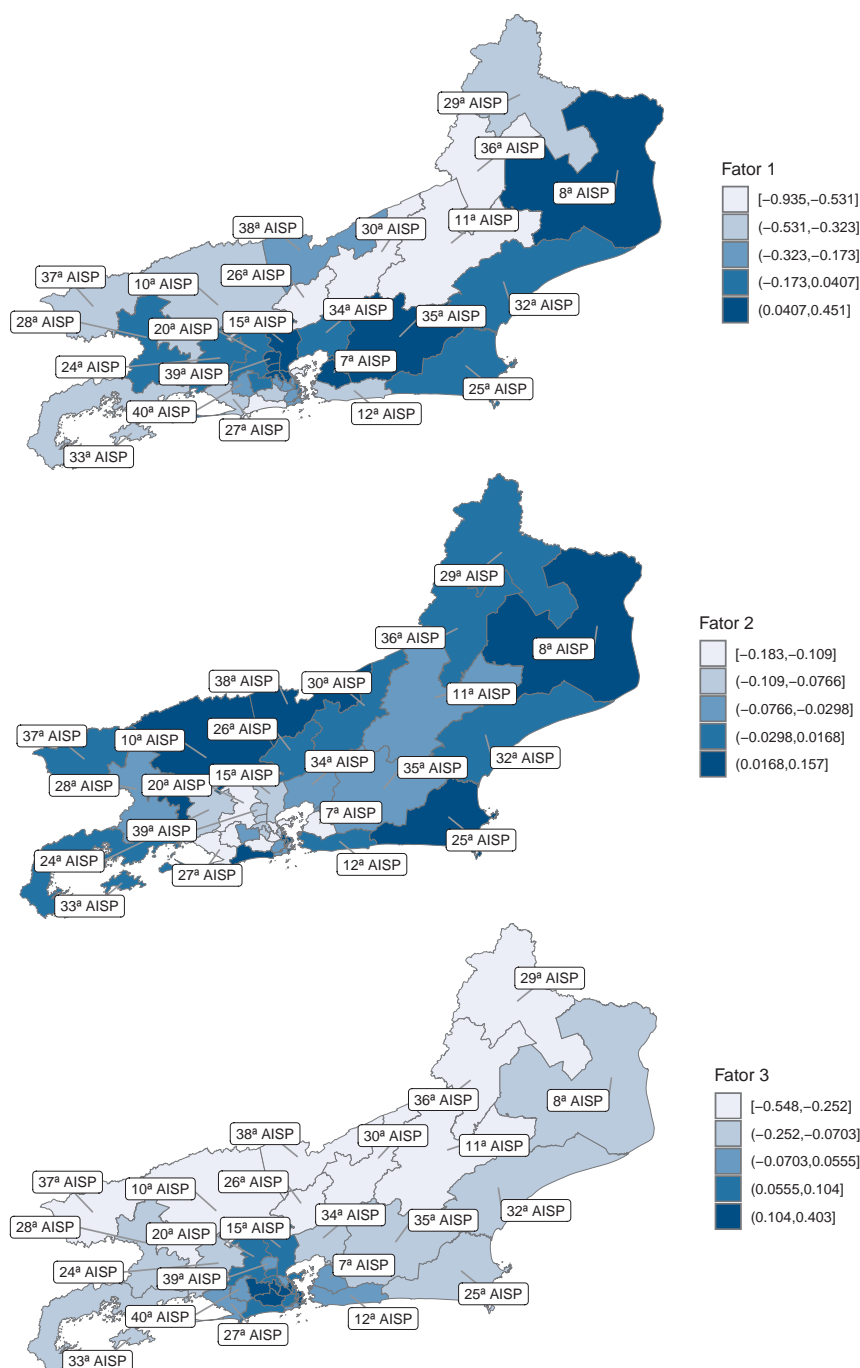 29ª AISP
36ª AISP
8ª AISP
11ª AISP
30ª AISP
38ª AISP
37ª AISP
10ª AISP
26ª AISP
32ª AISP
28ª AISP
20ª AISP
15ª AISP
34ª AISP
35ª AISP
24ª AISP
39ª AISP
7ª AISP
25ª AISP
40ª AISP
12ª AISP
27ª AISP
33ª AISP
Fator 1
[−0.935,−0.531]
(−0.531,−0.323]
(−0.323,−0.173]
(−0.173,0.0407]
(0.0407,0.451]
29ª AISP
36ª AISP
8ª AISP
38ª AISP
30ª AISP
11ª AISP
37ª AISP
10ª AISP
26ª AISP
32ª AISP
28ª AISP
20ª AISP
15ª AISP
34ª AISP
35ª AISP
39ª AISP
7ª AISP
25ª AISP
24ª AISP
12ª AISP
27ª AISP
33ª AISP
Fator 2
[−0.183,−0.109]
(−0.109,−0.0766]
(−0.0766,−0.0298]
(−0.0298,0.0168]
(0.0168,0.157]
29ª AISP
36ª AISP
8ª AISP
38ª AISP
30ª AISP
11ª AISP
37ª AISP
10ª AISP
26ª AISP
32ª AISP
28ª AISP
20ª AISP
15ª AISP
34ª AISP
35ª AISP
24ª AISP
39ª AISP
7ª AISP
25ª AISP
40ª AISP
12ª AISP
27ª AISP
33ª AISP
Fator 3
[−0.548,−0.252]
(−0.252,−0.0703]
(−0.0703,0.0555]
(0.0555,0.104]
(0.104,0.403]